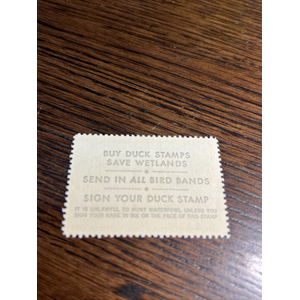 BUY DUCK STAMPS
SAVE WETLANDS
SEND IN ALL BIRD BANDS
SIGN YOUR DUCK STAMP
IT IS UNLAWFUL TO HUNT WATERFOWL UNLESS YOU
SIGN YOUR NAME IN INK ON THE FACE OF THIS STAMP